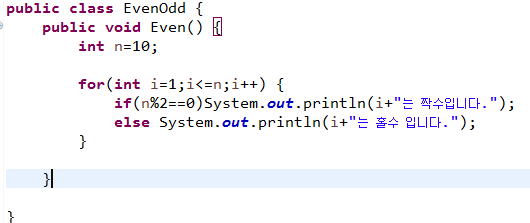 public class EvenOdd {
public void Even() {
int n=10;
for(int i=1;i<=n;i++) {
if(n%2==0)System.out.println(i+"는 짝수입니다.");
else System.out.println(i+"는 홀수 입니다.");
}
}
}